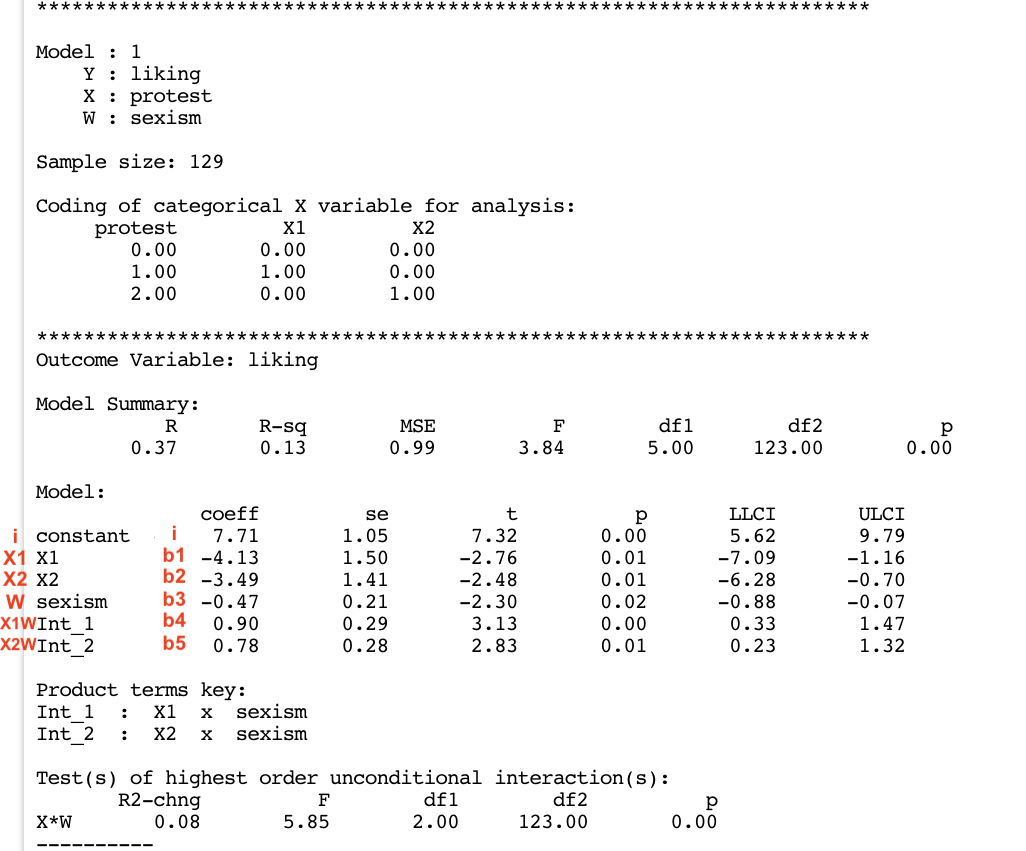 ***********************************************************************
Model : 1
Y : liking
X : protest
W : sexism
Sample size: 129
Coding of categorical X variable for analysis:
protest X1 X2
0.00 0.00 0.00
1.00 1.00 0.00
2.00 0.00 1.00
***********************************************************************
Outcome Variable: liking
Model Summary:
R R-sq MSE F df1 df2 p
0.37 0.13 0.99 3.84 5.00 123.00 0.00
Model:
coeff se t p LLCI ULCI
i constant i 7.71 1.05 7.32 0.00 5.62 9.79
X1 X1 b1 -4.13 1.50 -2.76 0.01 -7.09 -1.16
X2 X2 b2 -3.49 1.41 -2.48 0.01 -6.28 -0.70
W sexism b3 -0.47 0.21 -2.30 0.02 -0.88 -0.07
X1W Int_1 b4 0.90 0.29 3.13 0.00 0.33 1.47
X2W Int_2 b5 0.78 0.28 2.83 0.01 0.23 1.32
Product terms key:
Int_1 : X1 x sexism
Int_2 : X2 x sexism
Test(s) of highest order unconditional interaction(s):
R2-chng F df1 df2 p
X*W 0.08 5.85 2.00 123.00 0.00
----------